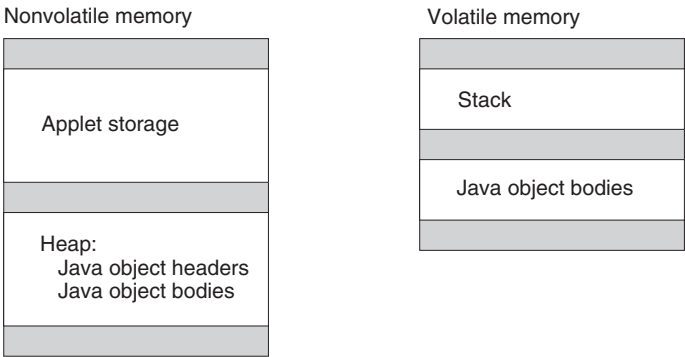 Nonvolatile memory
Applet storage
Heap:
Java object headers
Java object bodies
Volatile memory
Stack
Java object bodies